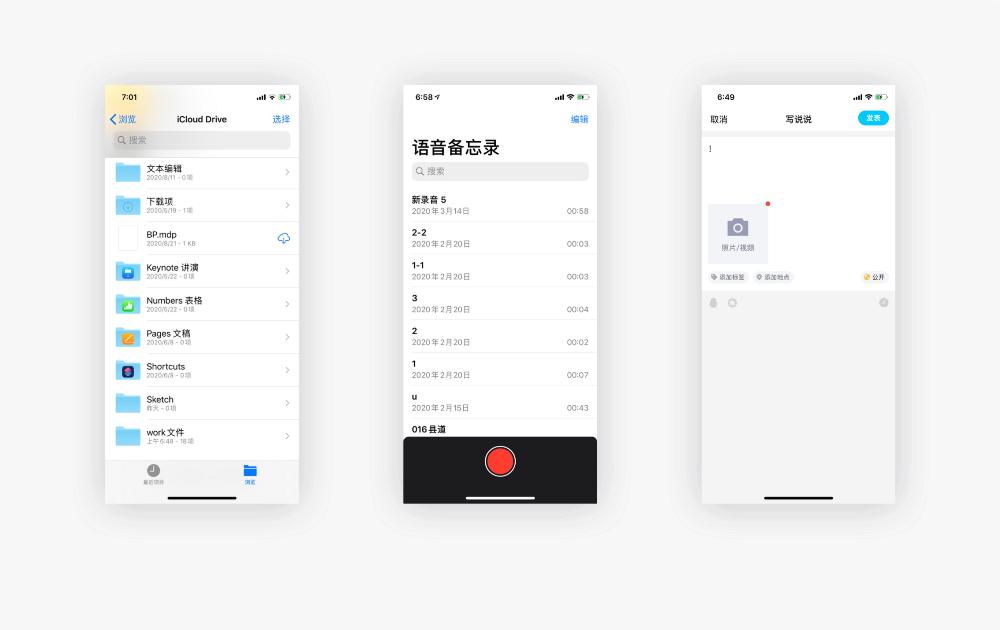 7:01
浏览
iCloud Drive
选择
搜索
文本编辑
2020/8/11 - 0项
下载项
2020/5/19 - 1项
BP.mdp
2020/8/21 - 1 KB
Keynote 讲演
2020/5/22 - 0项
Numbers 表格
2020/5/22 - 0项
Pages 文稿
2020/6/8 - 0项
Shortcuts
2020/6/8 - 0项
Sketch
昨天 - 0项
work 文件
上午6:48 - 18项
最近项目
浏览
6:58
编辑
语音备忘录
搜索
新录音 5
2020年3月14日 00:58
2-2
2020年2月20日 00:03
1-1
2020年2月20日 00:03
3
2020年2月20日 00:04
2
2020年2月20日 00:02
1
2020年2月20日 00:07
u
2020年2月15日 00:43
016县道
6:49
取消
写说说
发表
!
照片/视频
添加标签
添加地点
公开